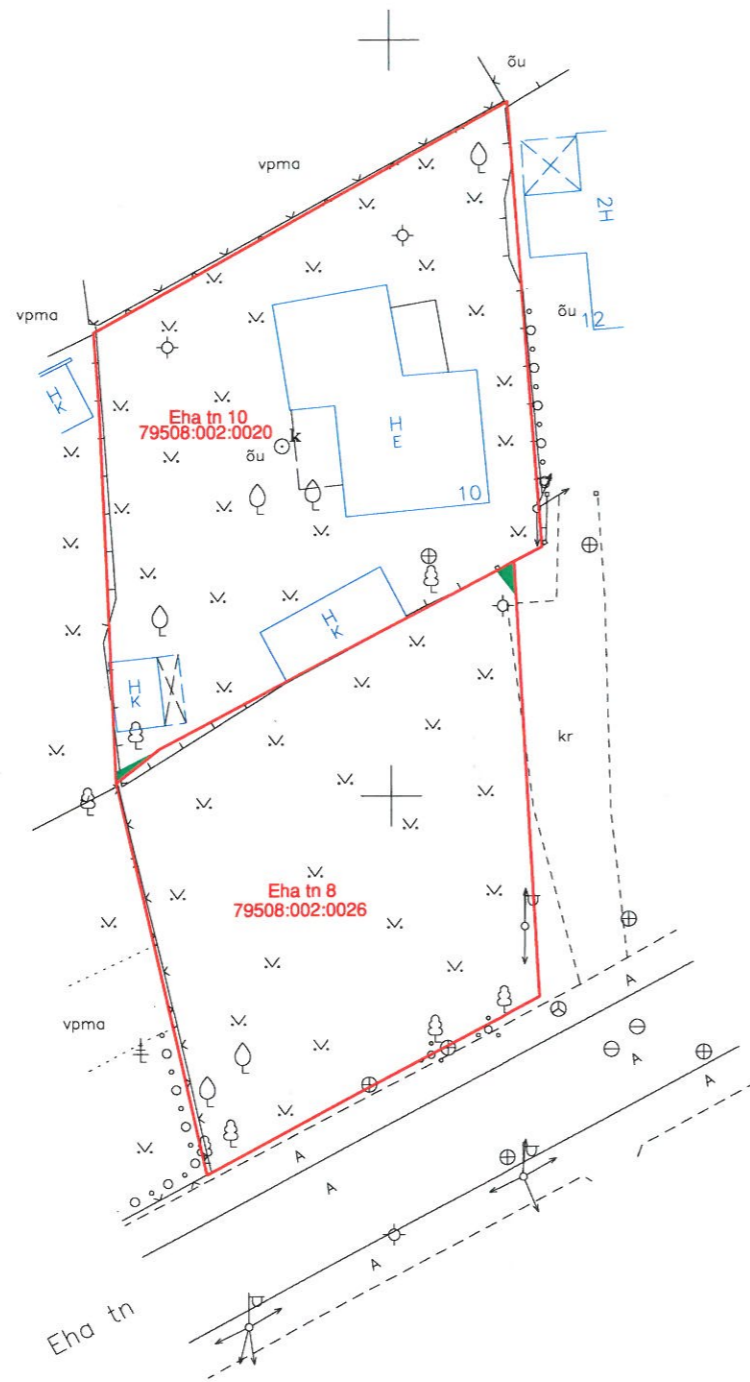 õu
vpma
2H
vpma
õu
12
H
K
Eha tn 10
79508:002:0020
k
õu
H
E
10
H
K
H
K
kr
Eha tn 8
79508:002:0026
A
vpma
A
A
A
A
A
Eha tn